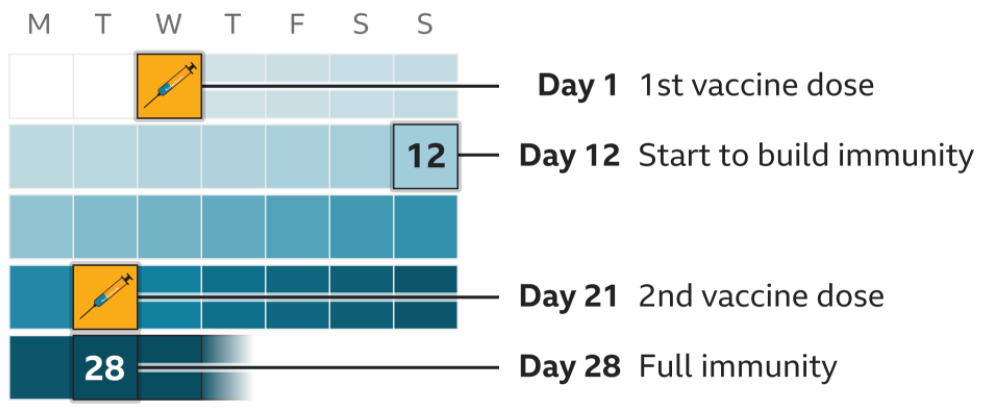 M T W T F S S
Day 1 1st vaccine dose
12 Day 12 Start to build immunity
Day 21 2nd vaccine dose
28 Day 28 Full immunity